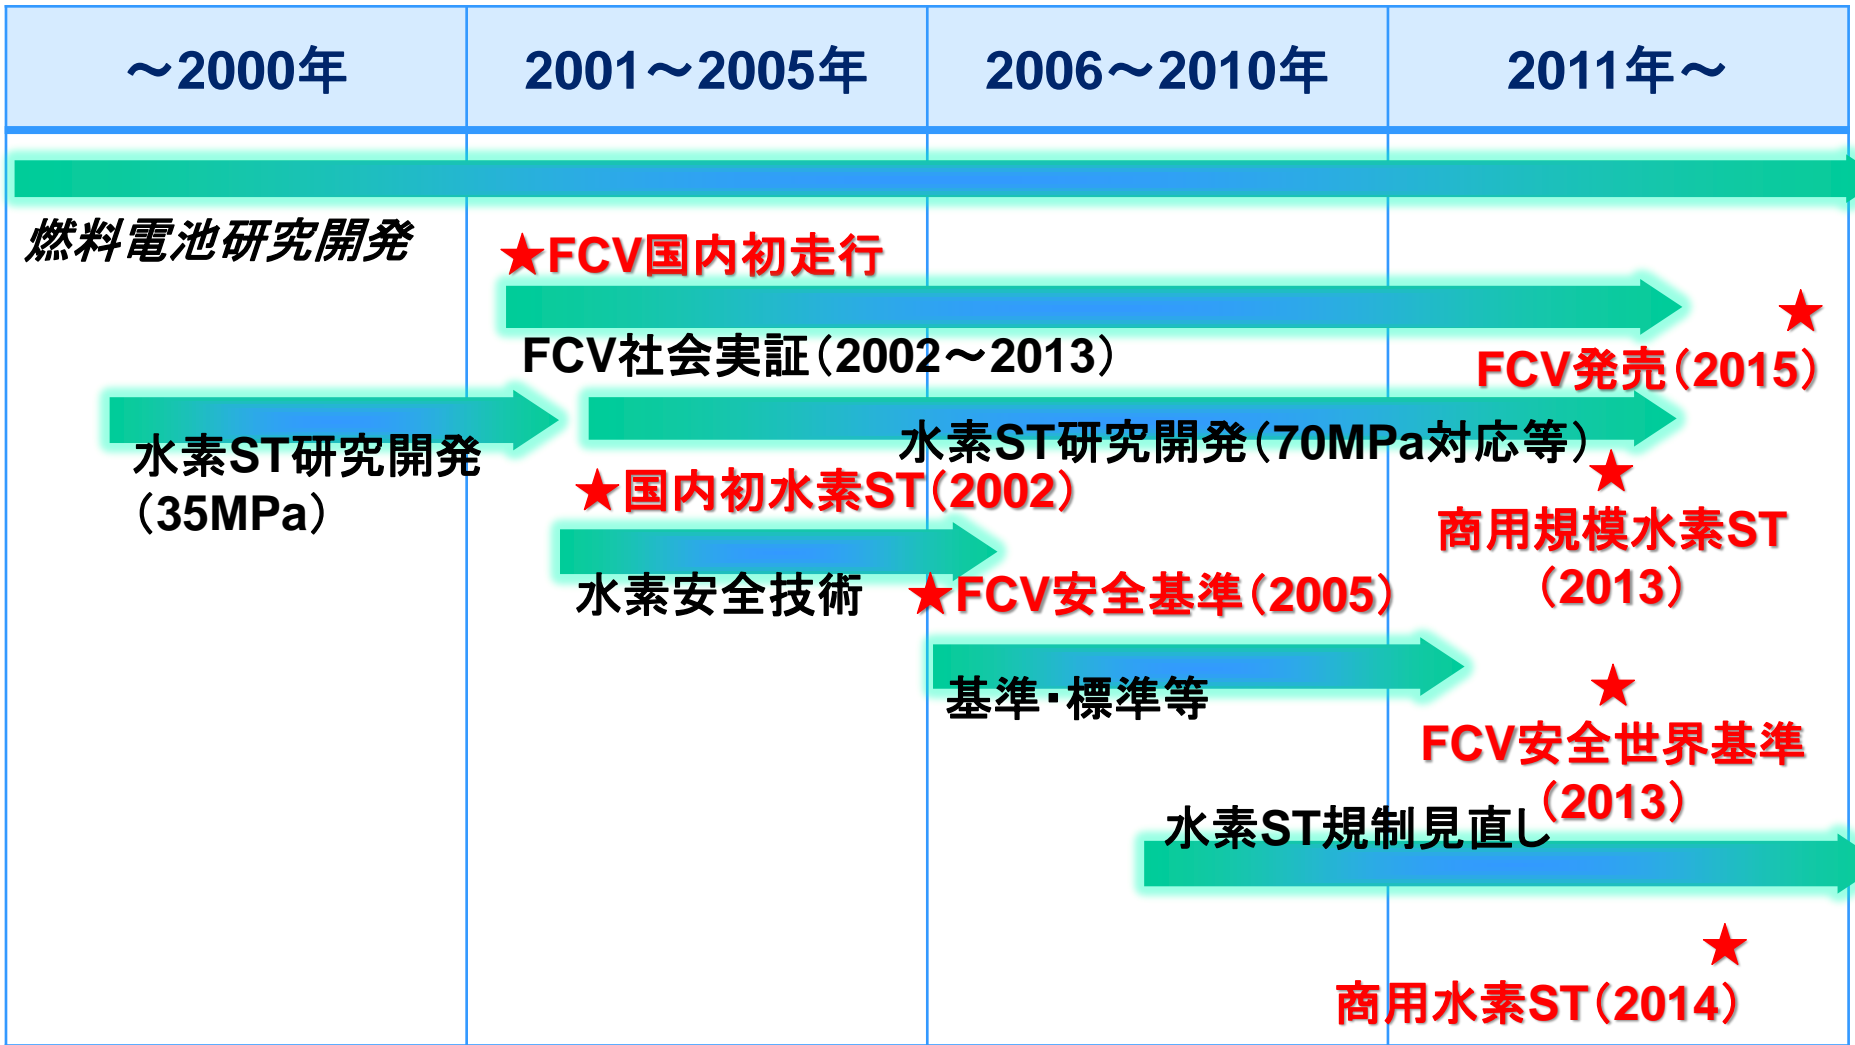 ～2000年
2001～2005年
2006～2010年
2011年～
燃料電池研究開発
★FCV国内初走行
FCV社会実証（2002～2013）
★
FCV発売（2015）
水素ST研究開発
（35MPa）
水素ST研究開発（70MPa対応等）
★国内初水素ST（2002）
★
商用規模水素ST
（2013）
水素安全技術
★FCV安全基準（2005）
基準・標準等
★
FCV安全世界基準
（2013）
水素ST規制見直し
★
商用水素ST（2014）